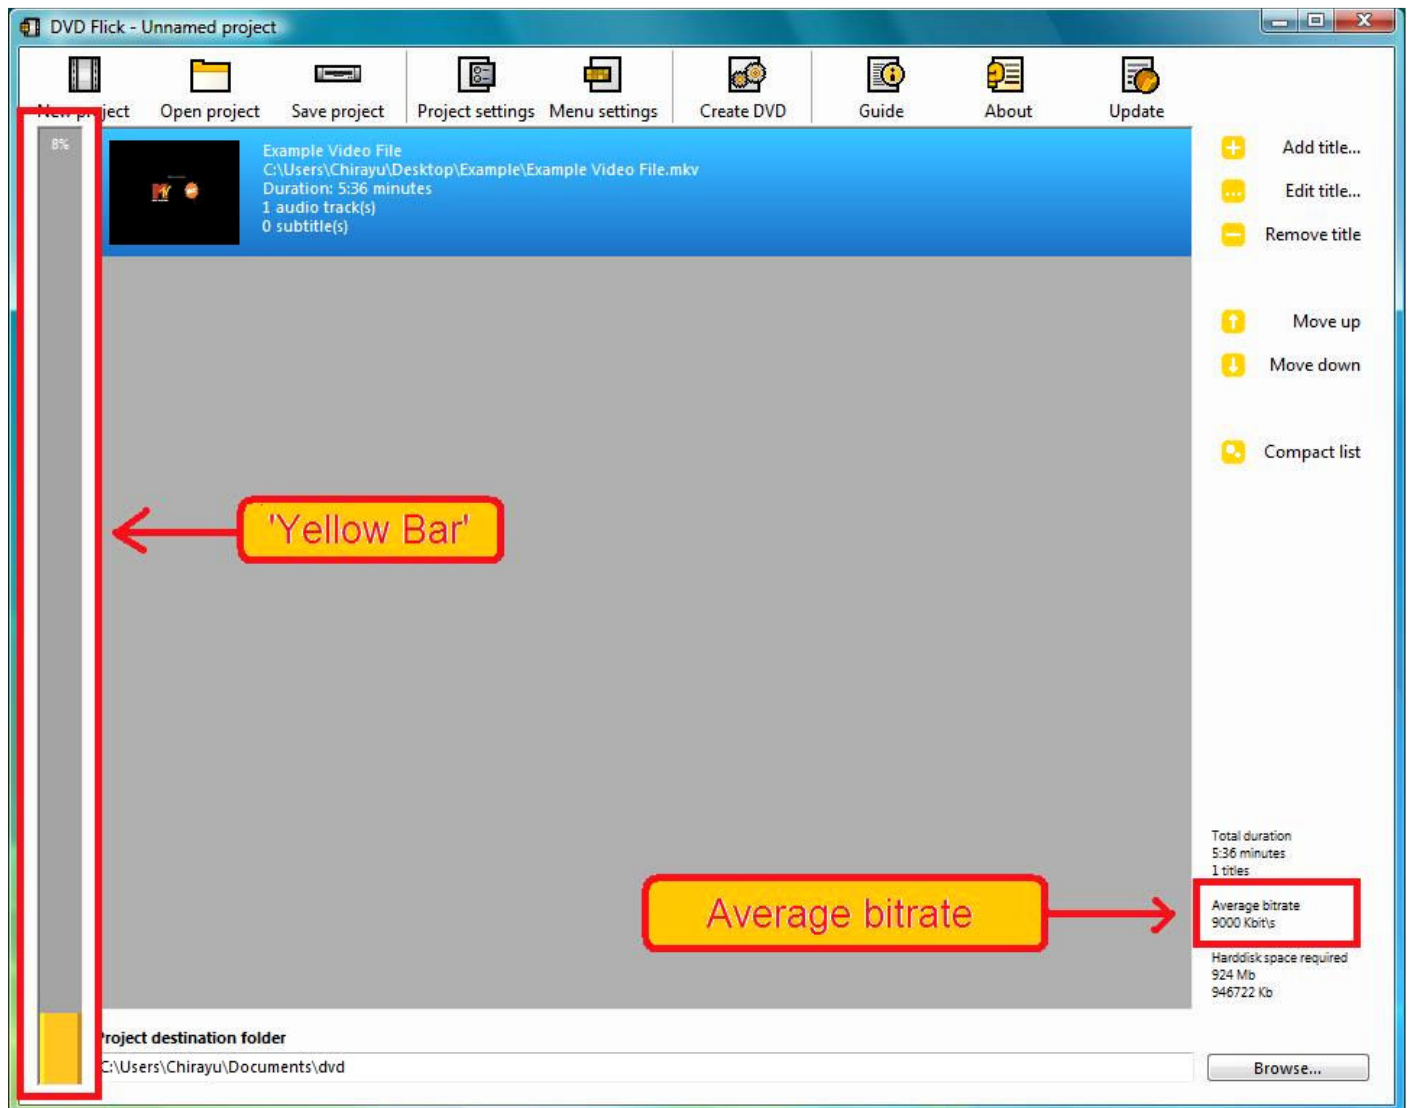 DVD Flick - Unnamed project
New project Open project Save project Project settings Menu settings Create DVD Guide About Update
8%
Example Video File
C:\Users\Chirayu\Desktop\Example\Example Video File.mkv
Duration: 5:36 minutes
1 audio track(s)
0 subtitle(s)
Add title...
Edit title...
Remove title
Move up
Move down
Compact list
'Yellow Bar'
Total duration
5:36 minutes
1 titles
Average bitrate
Average bitrate
9000 Kbit\s
Harddisk space required
924 Mb
946722 Kb
Project destination folder
C:\Users\Chirayu\Documents\dvd
Browse...